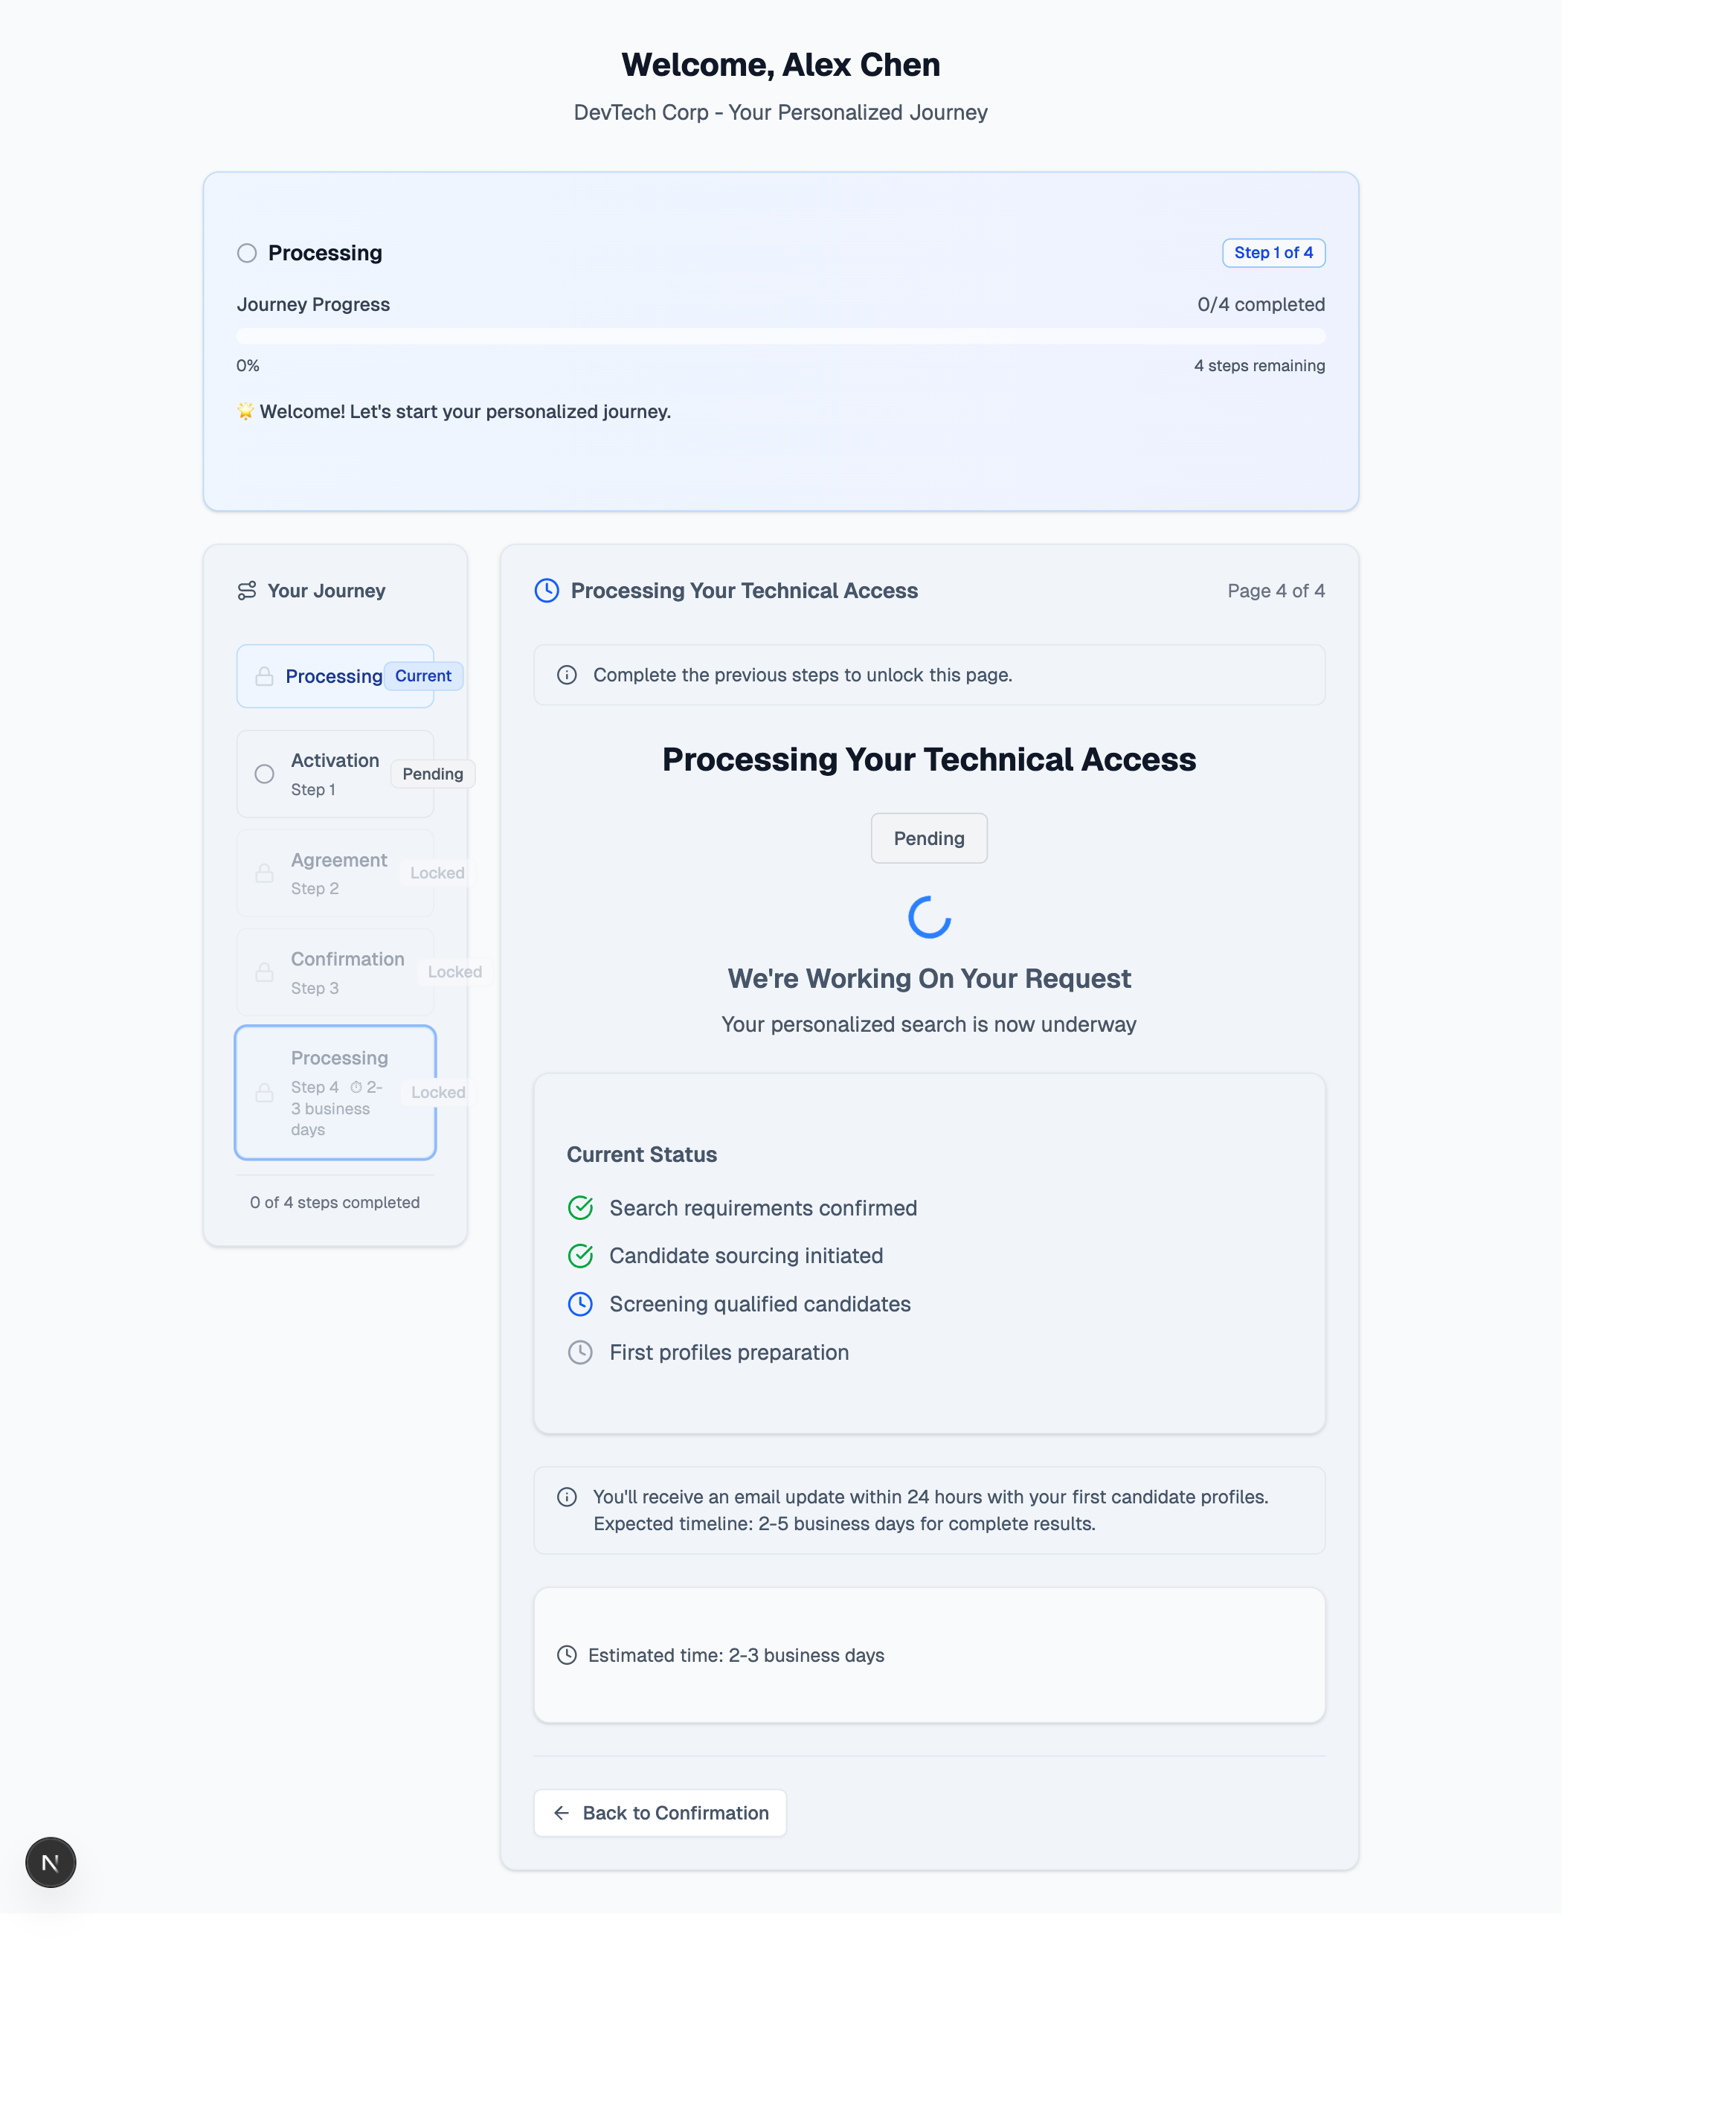 Welcome, Alex Chen
DevTech Corp - Your Personalized Journey
Processing
Step 1 of 4
Journey Progress
0/4 completed
0%
4 steps remaining
🌟 Welcome! Let's start your personalized journey.
Your Journey
Processing
Current
Activation
Step 1
Pending
Agreement
Step 2
Locked
Confirmation
Step 3
Locked
Processing
Step 4 ⏱ 2-
3 business
days
Locked
0 of 4 steps completed
Processing Your Technical Access
Page 4 of 4
Complete the previous steps to unlock this page.
Processing Your Technical Access
Pending
We're Working On Your Request
Your personalized search is now underway
Current Status
Search requirements confirmed
Candidate sourcing initiated
Screening qualified candidates
First profiles preparation
You'll receive an email update within 24 hours with your first candidate profiles.
Expected timeline: 2-5 business days for complete results.
Estimated time: 2-3 business days
Back to Confirmation
N